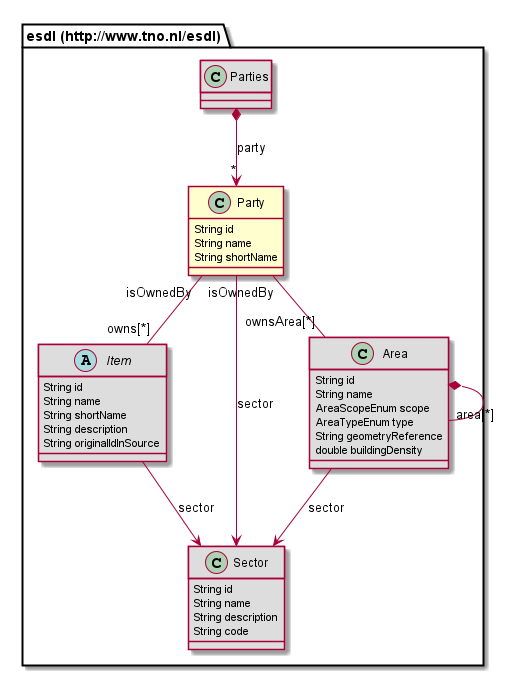 esdl (http://www.tno.nl/esdl)
C Parties
party
*
C Party
String id
String name
String shortName
isOwnedBy
isOwnedBy
owns[*]
ownsArea[*]
A Item
String id
String name
String shortName
String description
String originalIdInSource
C Area
String id
String name
AreaScopeEnum scope
AreaTypeEnum type
String geometryReference
double buildingDensity
area[*]
sector
sector
sector
C Sector
String id
String name
String description
String code